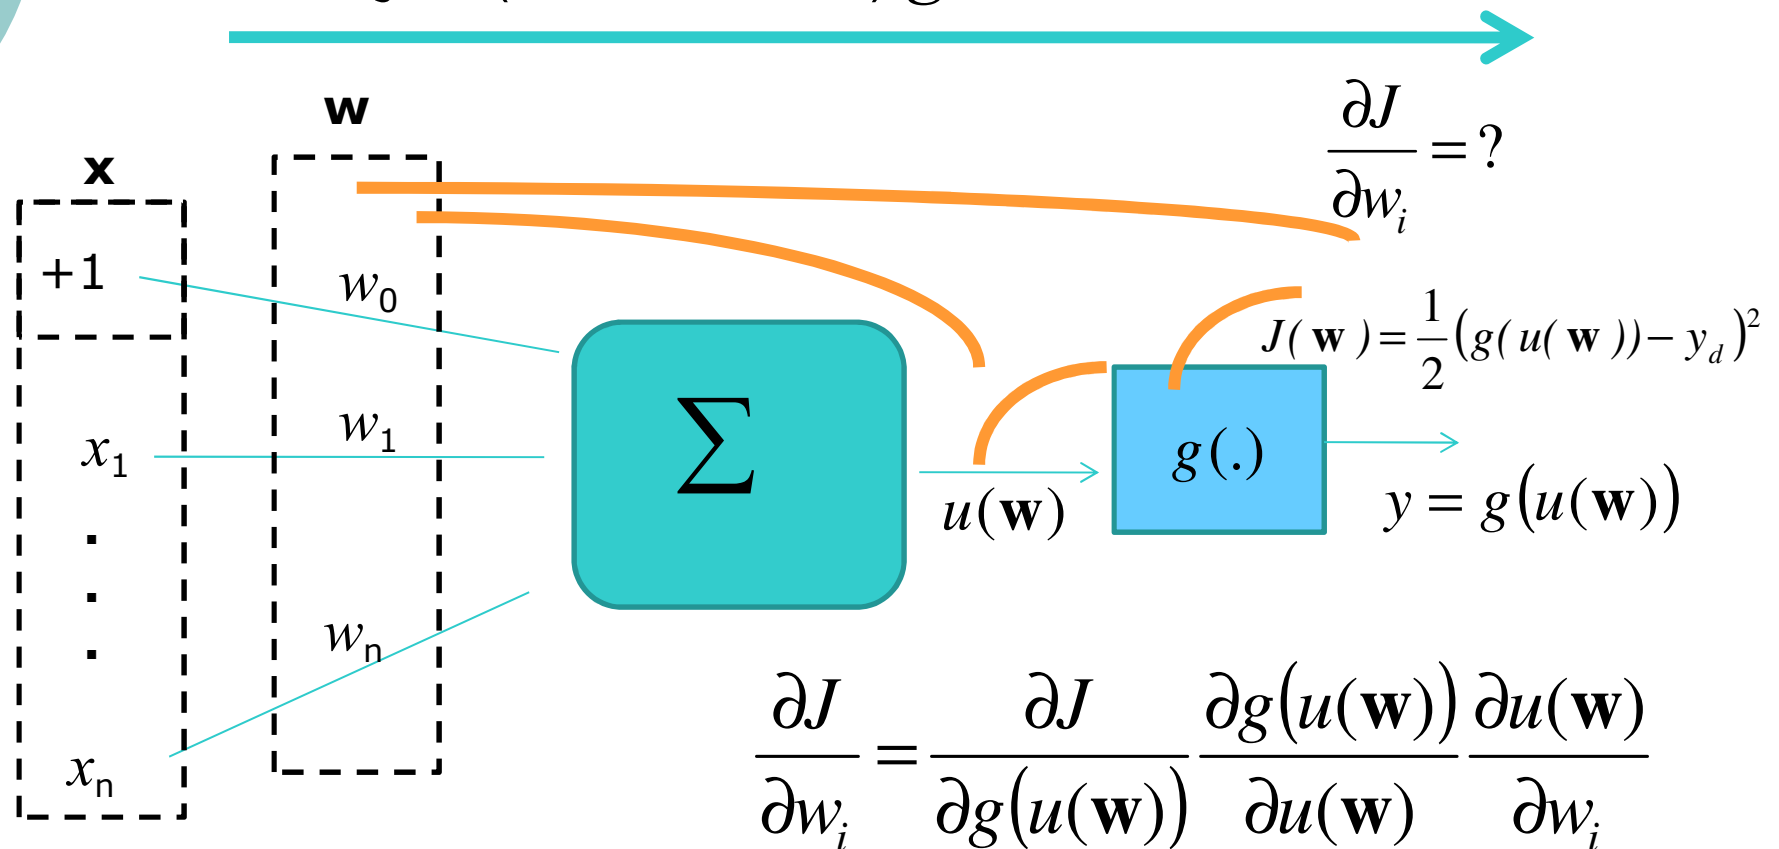 w
x
∂J/∂w_i = ?
+1
w_0
J(w) = 1/2 (g(u(w)) − y_d)^2
w_1
x_1
∑
g(.)
u(w)
y = g(u(w))
.
.
.
w_n
x_n
∂J/∂w_i = ∂J/∂g(u(w)) ∂g(u(w))/∂u(w) ∂u(w)/∂w_i